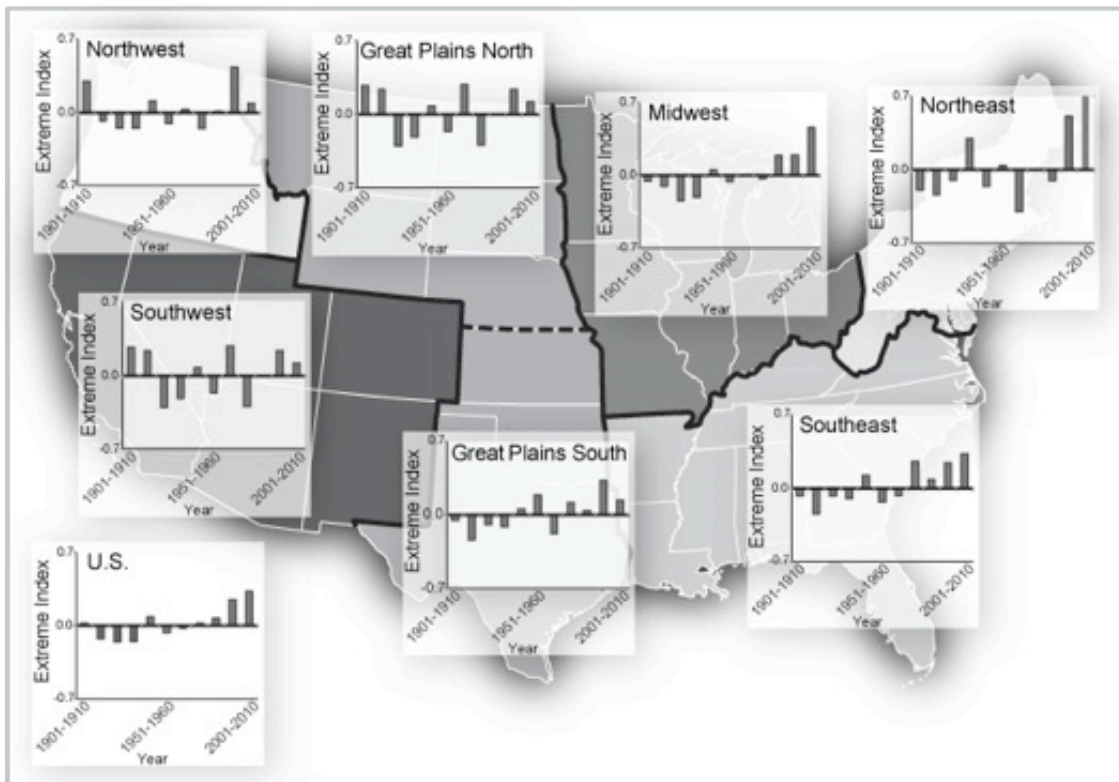 Northwest
0.7
0.0
-0.7
Extreme Index
1901-1910
1951-1960
2001-2010
Year
Great Plains North
0.7
0.0
-0.7
Extreme Index
1901-1910
1951-1960
2001-2010
Year
Midwest
0.7
0.0
-0.7
Extreme Index
1901-1910
1951-1960
2001-2010
Year
Northeast
0.7
0.0
-0.7
Extreme Index
1901-1910
1951-1960
2001-2010
Year
Southwest
0.7
0.0
-0.7
Extreme Index
1901-1910
1951-1960
2001-2010
Year
Great Plains South
0.7
0.0
-0.7
Extreme Index
1901-1910
1951-1960
2001-2010
Year
Southeast
0.7
0.0
-0.7
Extreme Index
1901-1910
1951-1960
2001-2010
Year
U.S.
0.7
0.0
-0.7
Extreme Index
1901-1910
1951-1960
2001-2010
Year